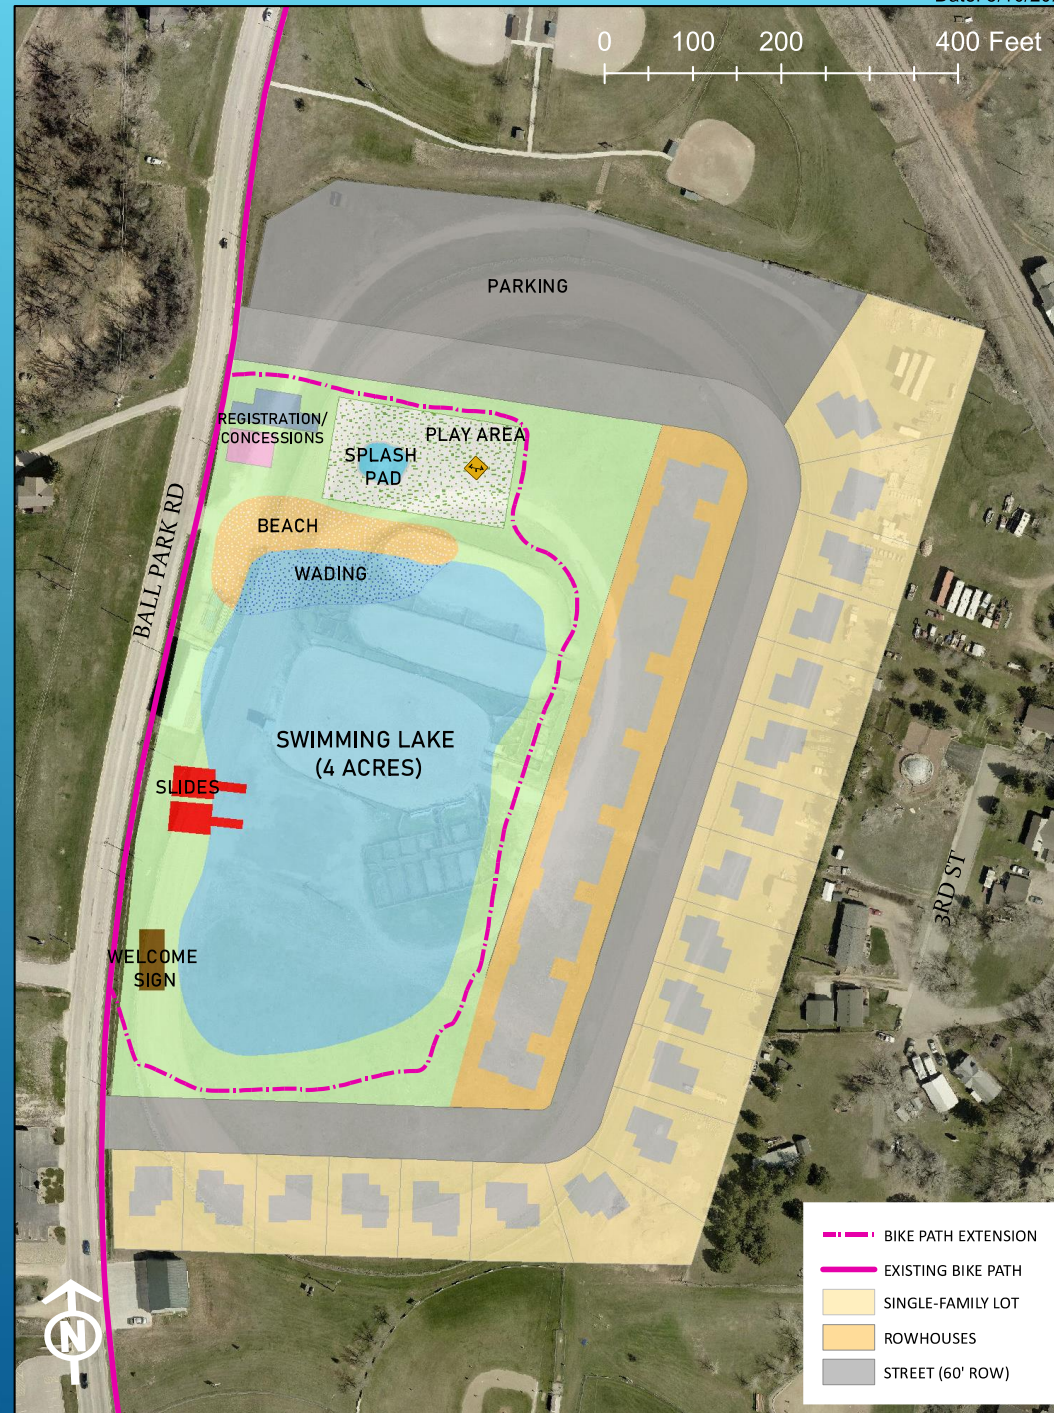 0 100 200 400 Feet
PARKING
REGISTRATION/
CONCESSIONS
PLAY AREA
SPLASH
PAD
BEACH
WADING
BALL PARK RD
SWIMMING LAKE
(4 ACRES)
SLIDES
3RD ST
WELCOME
SIGN
BIKE PATH EXTENSION
EXISTING BIKE PATH
SINGLE-FAMILY LOT
ROWHOUSES
STREET (60' ROW)
N